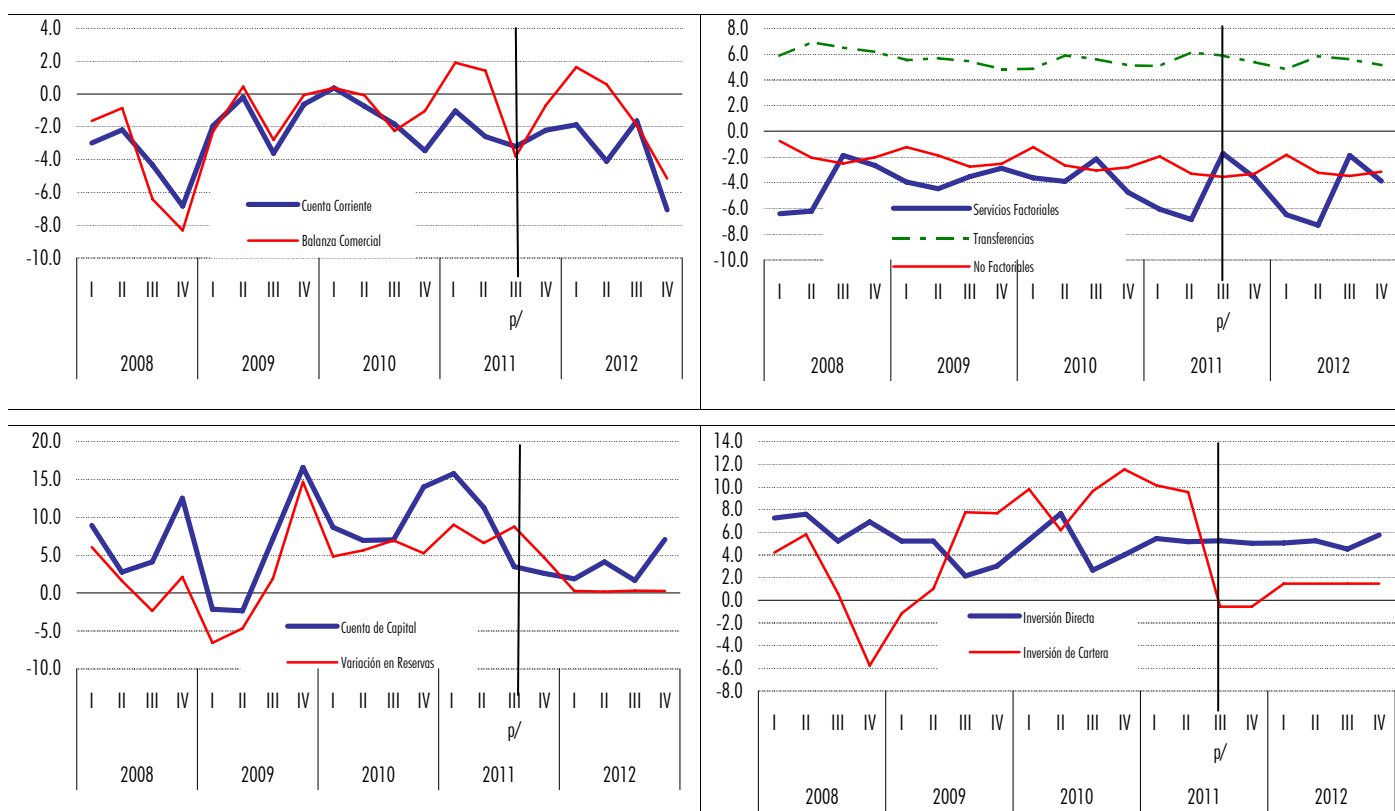 4.0
2.0
0.0
-2.0
-4.0
-6.0
-8.0
-10.0
Cuenta Corriente
Balanza Comercial
I II III IV I II III IV I II III IV I II III IV I II III IV
p/
2008 2009 2010 2011 2012
8.0
6.0
4.0
2.0
0.0
-2.0
-4.0
-6.0
-8.0
-10.0
Servicios Factoriales
Transferencias
No Factoriales
I II III IV I II III IV I II III IV I II III IV I II III IV
p/
2008 2009 2010 2011 2012
20.0
15.0
10.0
5.0
0.0
-5.0
-10.0
Cuenta de Capital
Variación en Reservas
I II III IV I II III IV I II III IV I II III IV I II III IV
p/
2008 2009 2010 2011 2012
14.0
12.0
10.0
8.0
6.0
4.0
2.0
0.0
-2.0
-4.0
-6.0
-8.0
Inversión Directa
Inversión de Cartera
I II III IV I II III IV I II III IV I II III IV I II III IV
p/
2008 2009 2010 2011 2012